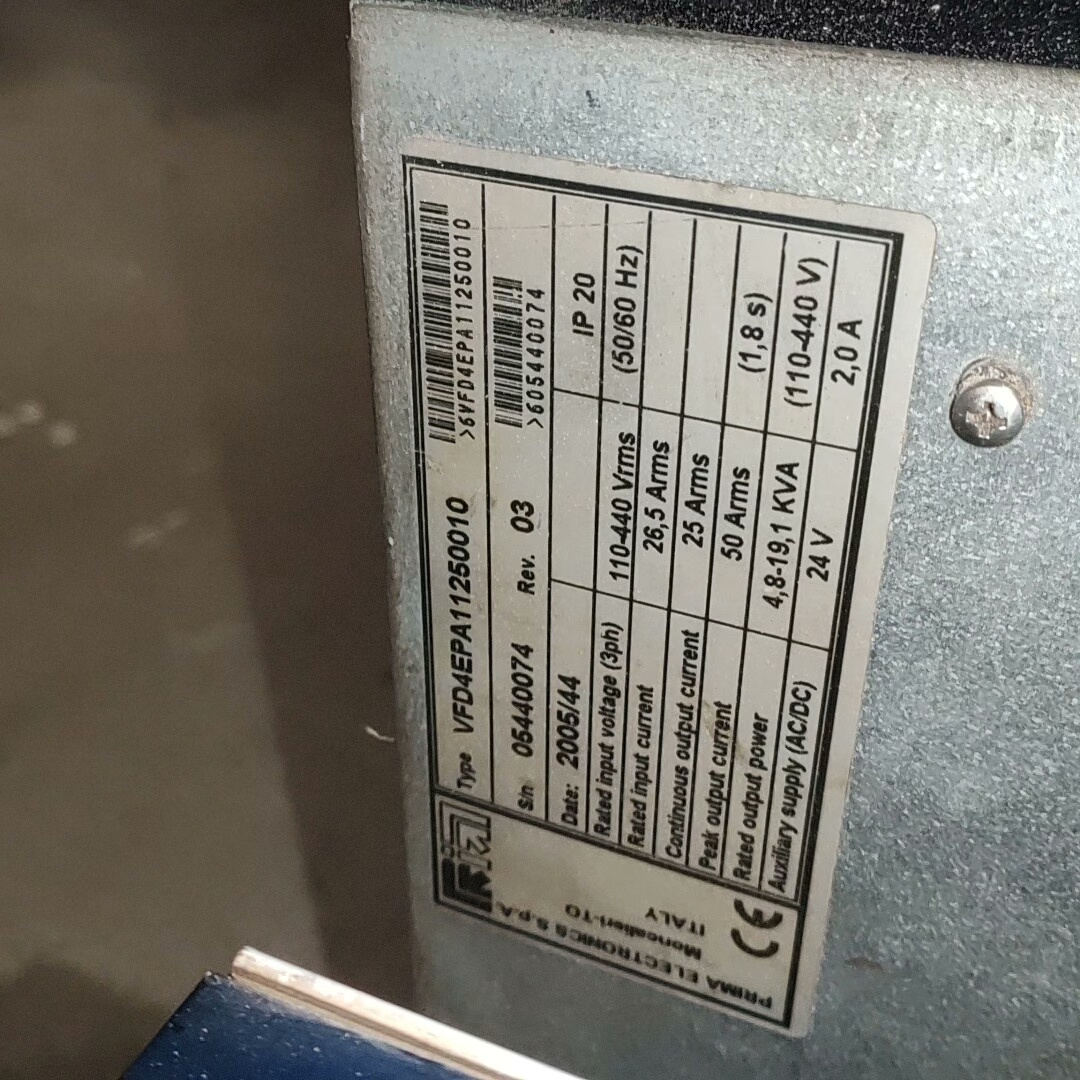 PRIMA ELECTRONICS S.p.A.
Moncalieri-TO
ITALY
CE
Type VFD4EPA11250010
>6VFD4EPA11250010
S/n 05440074 Rev. 03
>605440074
Date: 2005/44 IP 20
Rated input voltage (3ph) 110-440 Vrms (50/60 Hz)
Rated input current 26,5 Arms
Continuous output current 25 Arms
Peak output current 50 Arms (1,8 s)
Rated output power 4,8-19,1 KVA (110-440 V)
Auxiliary supply (AC/DC) 24 V 2,0 A